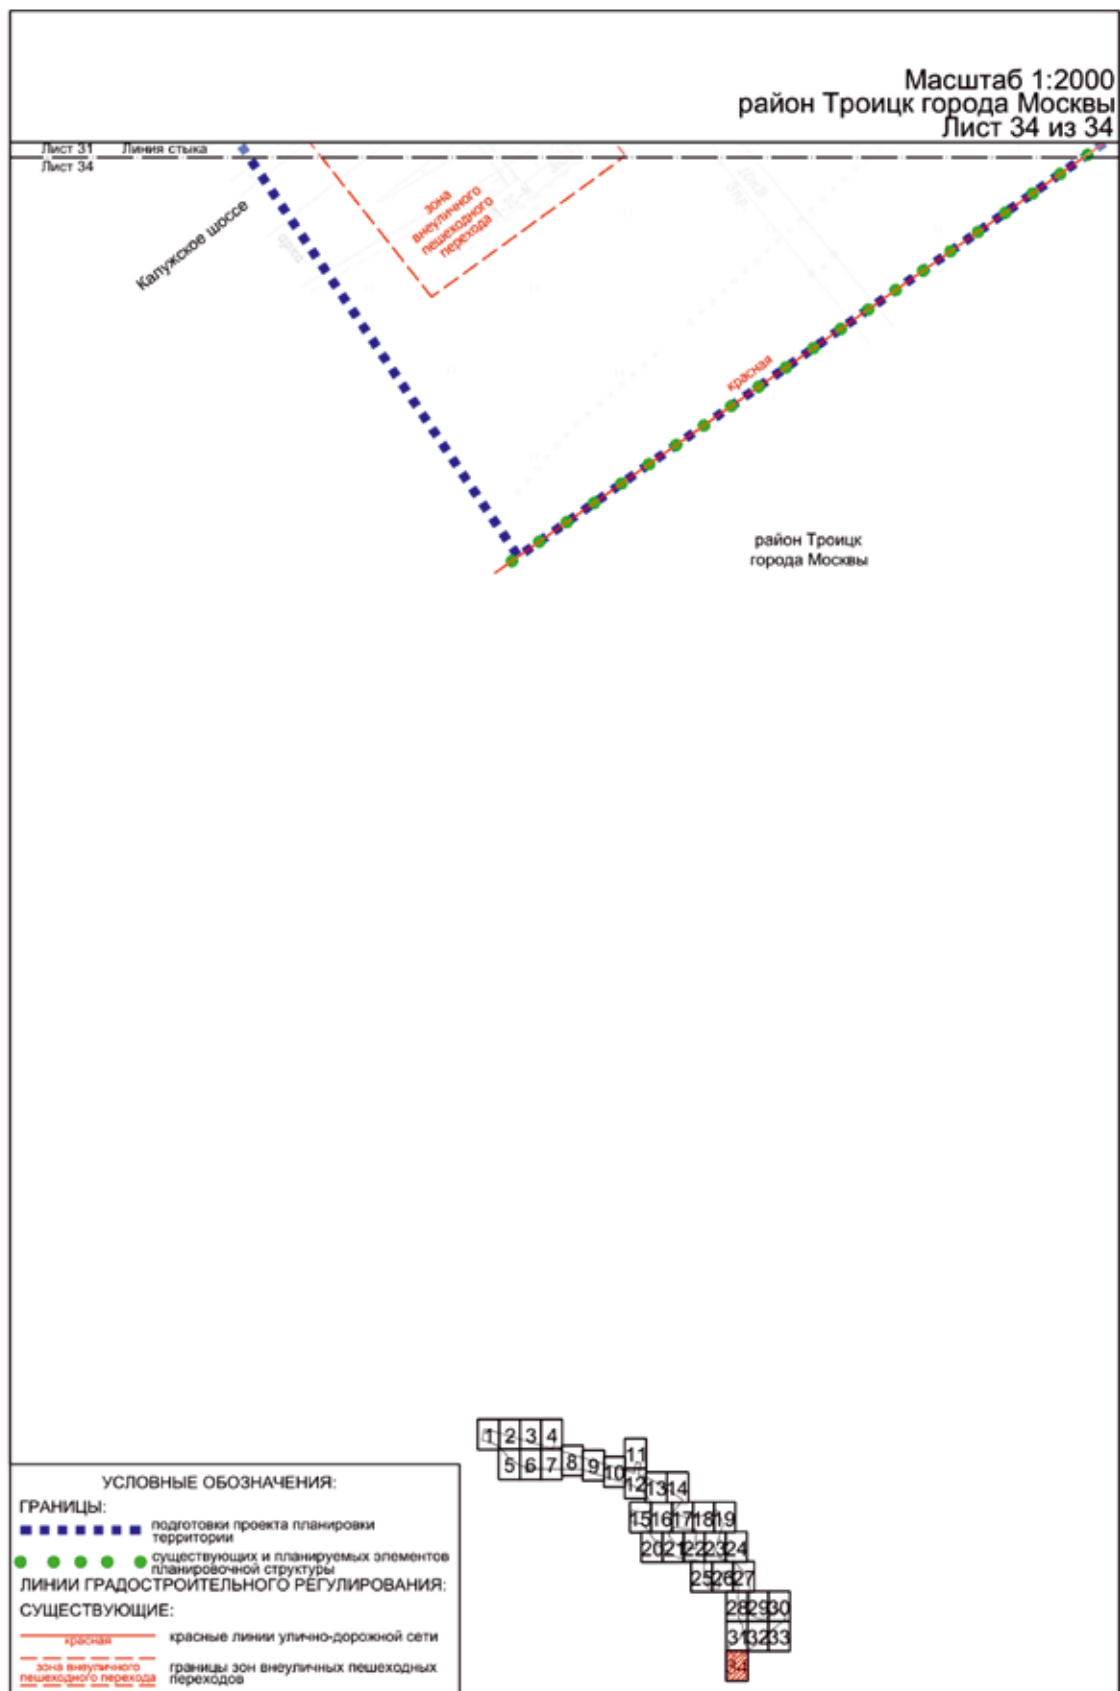 Масштаб 1:2000
район Троицк города Москвы
Лист 34 из 34
Лист 31 Линия стыка
Лист 34
Калужское шоссе
зона
внеуличного
пешеходного
перехода
красная
район Троицк
города Москвы
1 2 3 4
5 6 7 8 9 10 11
12 13 14
15 16 17 18 19
20 21 22 23 24
25 26 27
28 29 30
31 32 33
34
УСЛОВНЫЕ ОБОЗНАЧЕНИЯ:
ГРАНИЦЫ:
подготовки проекта планировки
территории
существующих и планируемых элементов
планировочной структуры
ЛИНИИ ГРАДОСТРОИТЕЛЬНОГО РЕГУЛИРОВАНИЯ:
СУЩЕСТВУЮЩИЕ:
красная
красные линии улично-дорожной сети
зона внеуличного
пешеходного перехода
границы зон внеуличных пешеходных
переходов